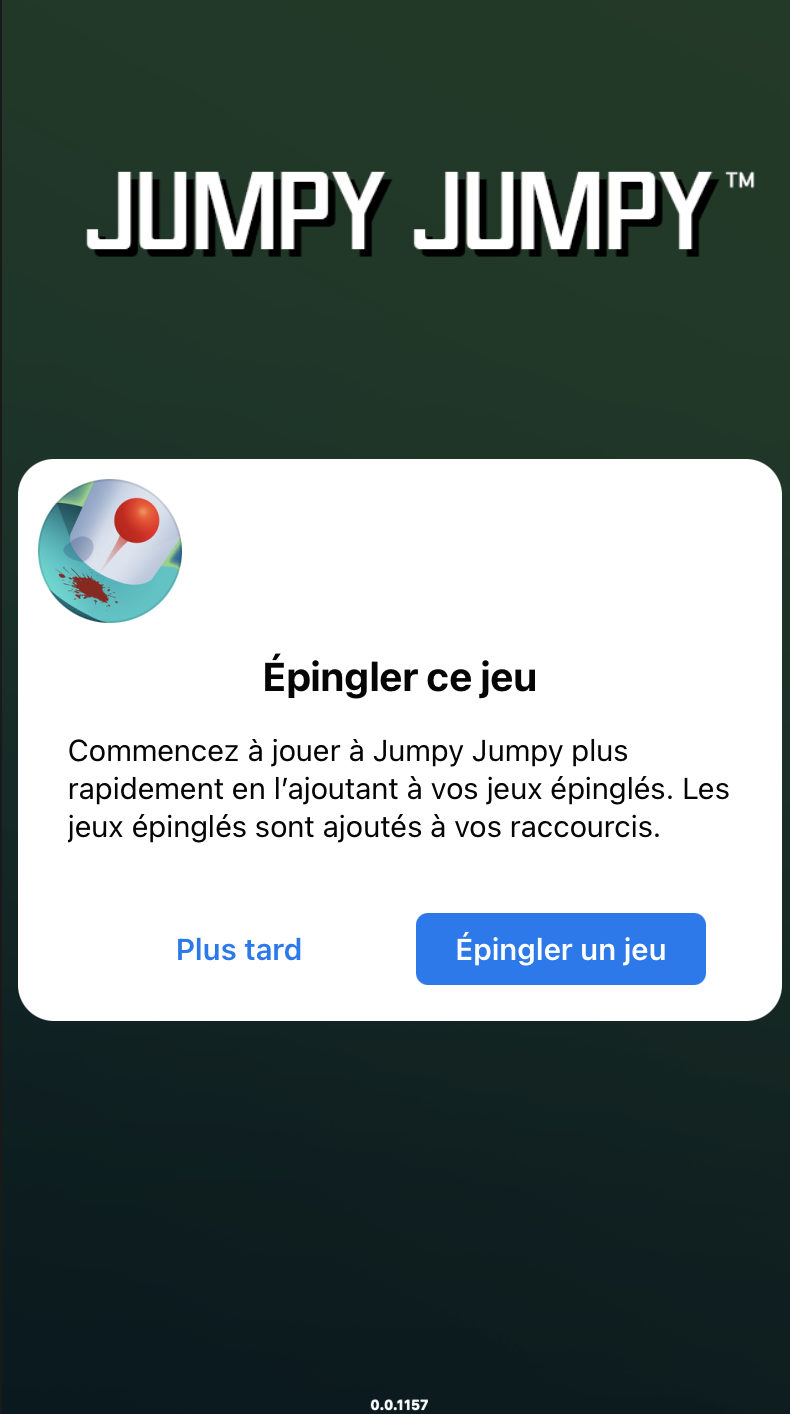 JUMPY JUMPY™
Épingler ce jeu
Commencez à jouer à Jumpy Jumpy plus
rapidement en l’ajoutant à vos jeux épinglés. Les
jeux épinglés sont ajoutés à vos raccourcis.
Plus tard
Épingler un jeu
0.0.1157